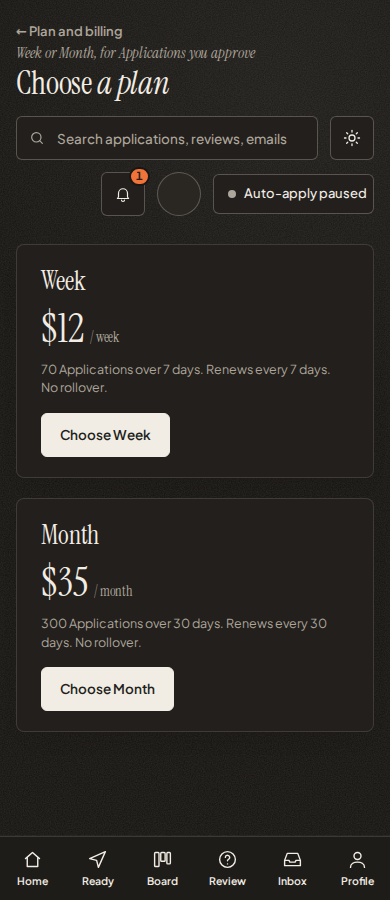 ← Plan and billing
Week or Month, for Applications you approve
Choose a plan
Search applications, reviews, emails
1
Auto-apply paused
Week
$12 / week
70 Applications over 7 days. Renews every 7 days.
No rollover.
Choose Week
Month
$35 / month
300 Applications over 30 days. Renews every 30
days. No rollover.
Choose Month
Home Ready Board Review Inbox Profile